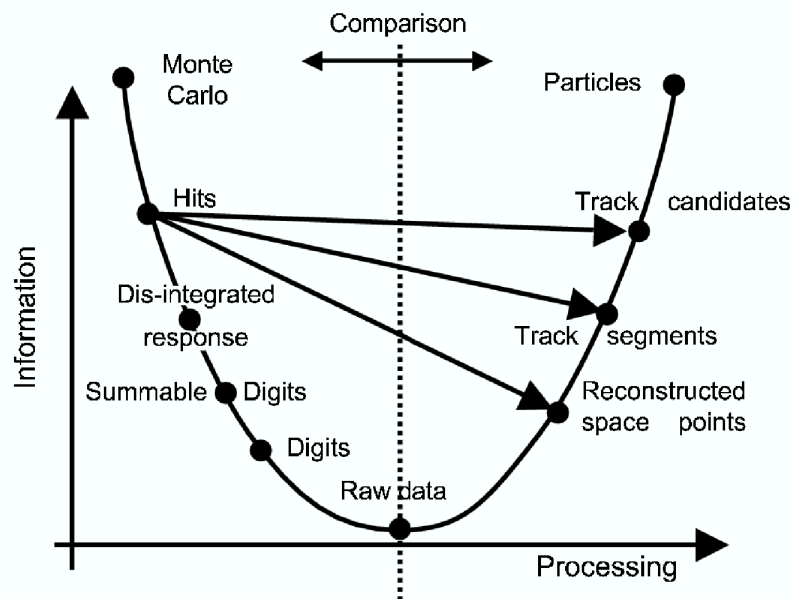 Comparison
Monte
Carlo
Particles
Hits
Track candidates
Dis-integrated
response
Track segments
Summable Digits
Reconstructed
space points
Digits
Raw data
Information
Processing